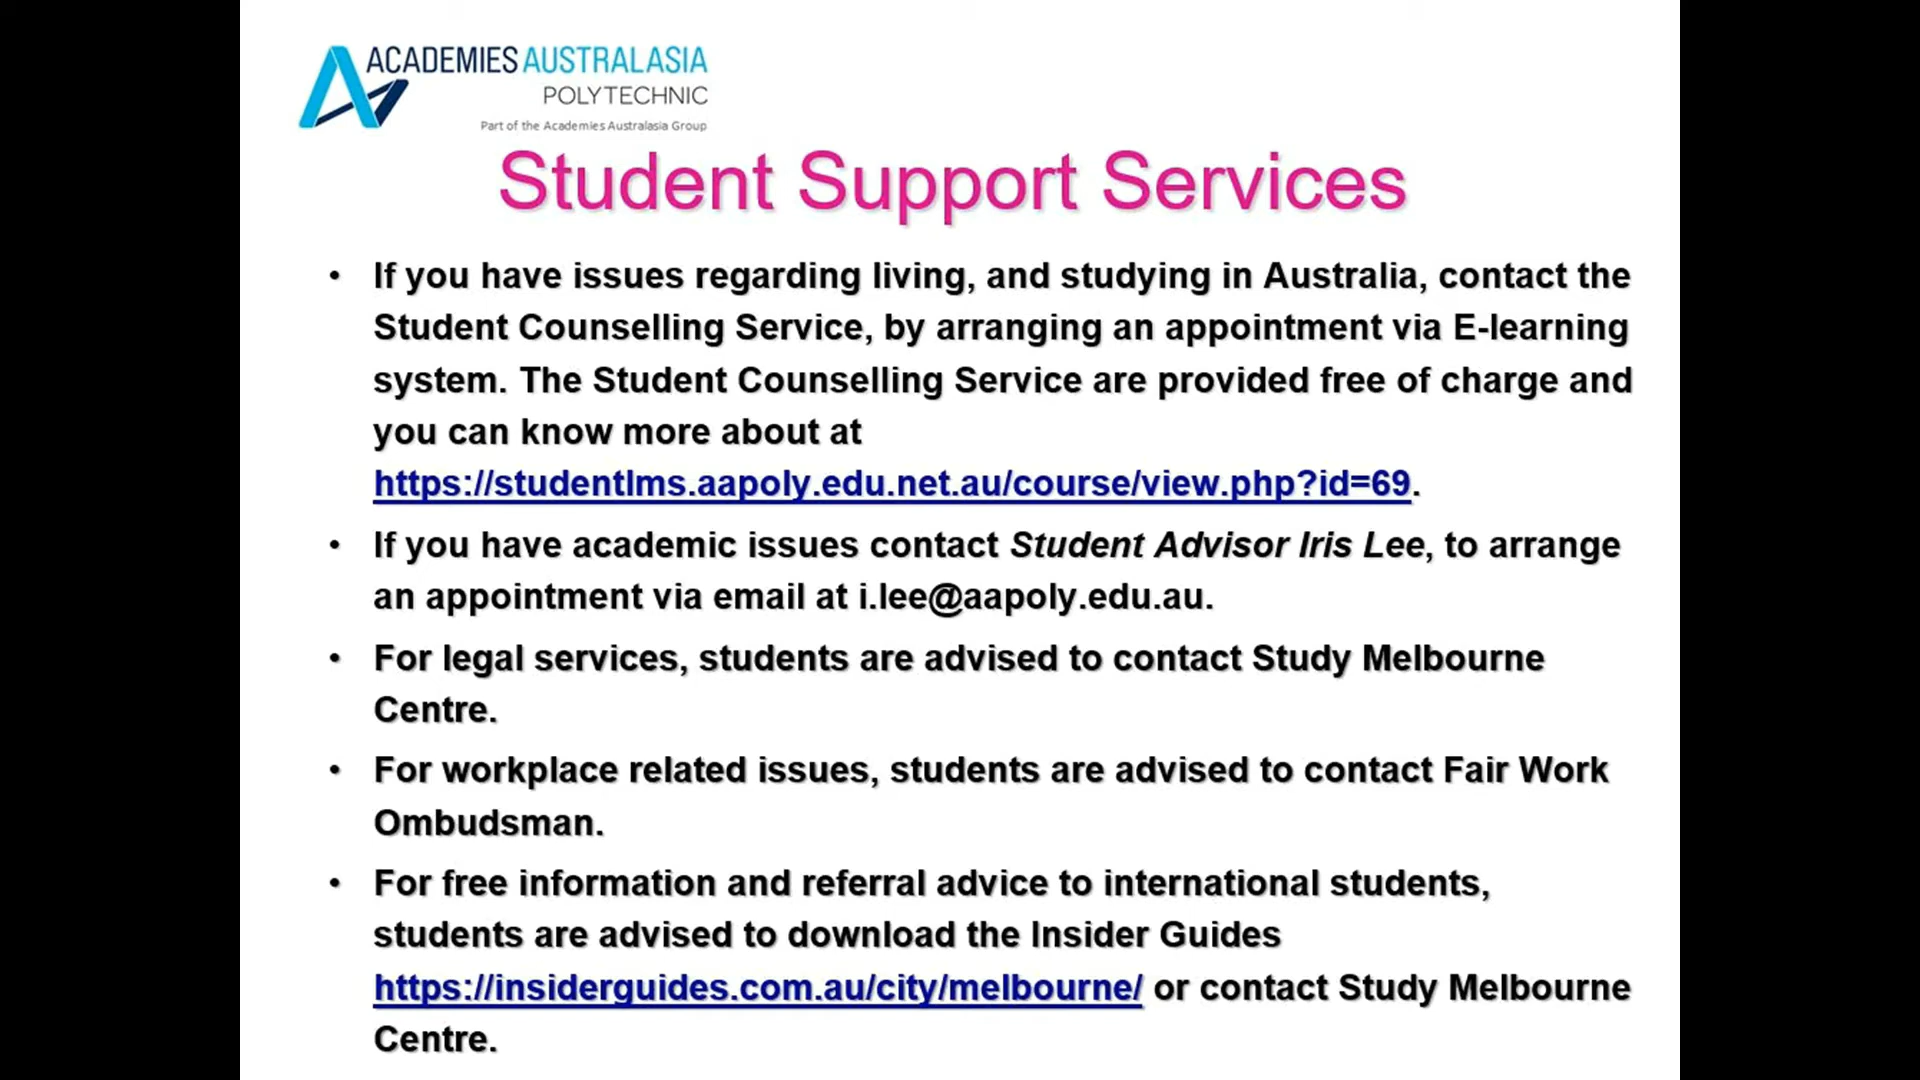 ACADEMIES AUSTRALASIA
POLYTECHNIC
Part of the Academies Australasia Group
Student Support Services
• If you have issues regarding living, and studying in Australia, contact the
Student Counselling Service, by arranging an appointment via E-learning
system. The Student Counselling Service are provided free of charge and
you can know more about at
https://studentlms.aapoly.edu.net.au/course/view.php?id=69.
• If you have academic issues contact Student Advisor Iris Lee, to arrange
an appointment via email at i.lee@aapoly.edu.au.
• For legal services, students are advised to contact Study Melbourne
Centre.
• For workplace related issues, students are advised to contact Fair Work
Ombudsman.
• For free information and referral advice to international students,
students are advised to download the Insider Guides
https://insiderguides.com.au/city/melbourne/ or contact Study Melbourne
Centre.